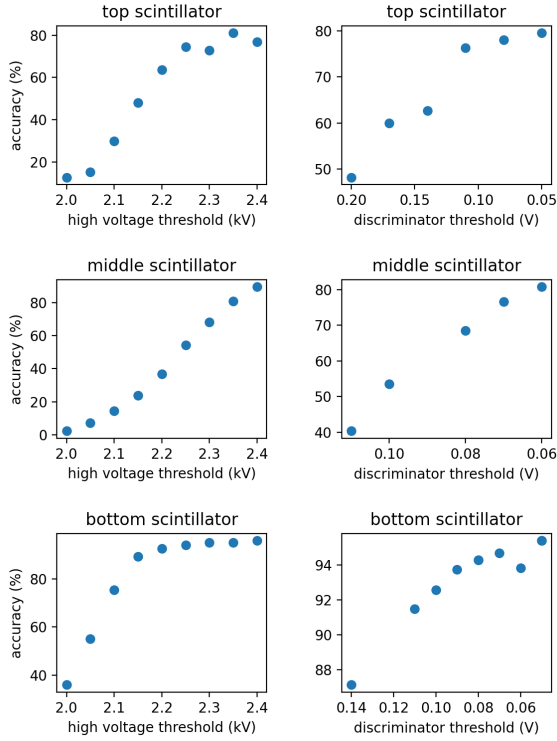 top scintillator
accuracy (%)
80
60
40
20
2.0 2.1 2.2 2.3 2.4
high voltage threshold (kV)
top scintillator
80
70
60
50
0.20 0.15 0.10 0.05
discriminator threshold (V)
middle scintillator
accuracy (%)
80
60
40
20
0
2.0 2.1 2.2 2.3 2.4
high voltage threshold (kV)
middle scintillator
80
70
60
50
40
0.10 0.08 0.06
discriminator threshold (V)
bottom scintillator
accuracy (%)
80
60
40
2.0 2.1 2.2 2.3 2.4
high voltage threshold (kV)
bottom scintillator
94
92
90
88
0.14 0.12 0.10 0.08 0.06
discriminator threshold (V)